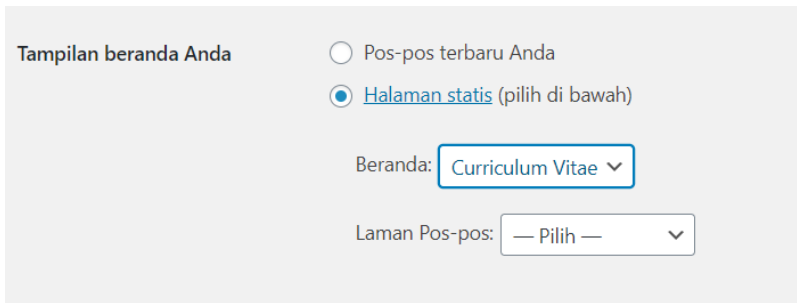 Tampilan beranda Anda
Pos-pos terbaru Anda
Halaman statis (pilih di bawah)
Beranda: Curriculum Vitae
Laman Pos-pos: — Pilih —